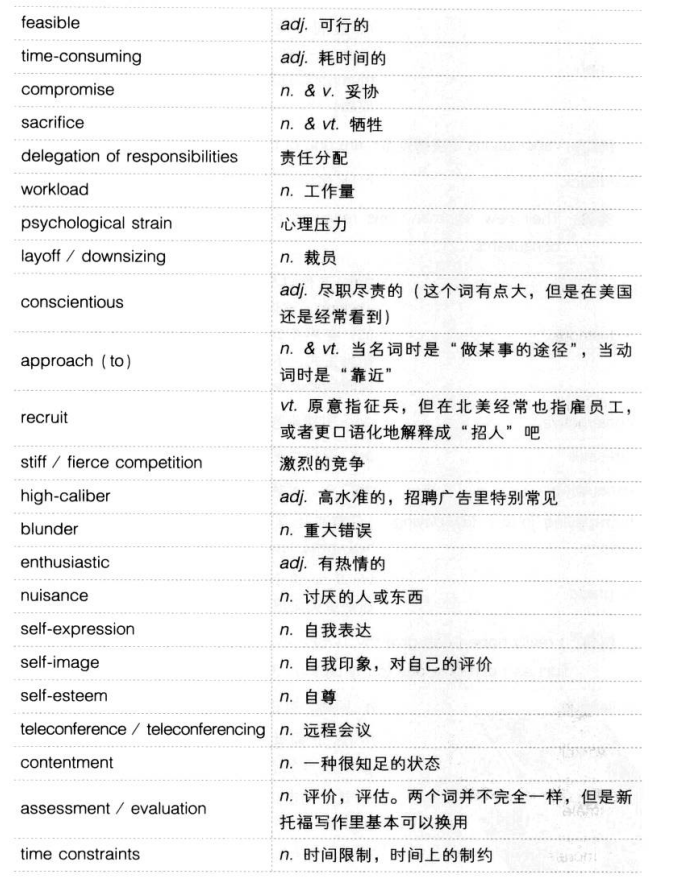 feasible adj. 可行的
time-consuming adj. 耗时间的
compromise n. & v. 妥协
sacrifice n. & vt. 牺牲
delegation of responsibilities 责任分配
workload n. 工作量
psychological strain 心理压力
layoff / downsizing n. 裁员
conscientious adj. 尽职尽责的（这个词有点大，但是在美国
还是经常看到）
approach (to) n. & vt. 当名词时是“做某事的途径”，当动
词时是“靠近”
recruit vt. 原意指征兵，但在北美经常也指雇员工，
或者更口语化地解释成“招人”吧
stiff / fierce competition 激烈的竞争
high-caliber adj. 高水准的，招聘广告里特别常见
blunder n. 重大错误
enthusiastic adj. 有热情的
nuisance n. 讨厌的人或东西
self-expression n. 自我表达
self-image n. 自我印象，对自己的评价
self-esteem n. 自尊
teleconference / teleconferencing n. 远程会议
contentment n. 一种很知足的状态
assessment / evaluation n. 评价，评估。两个词并不完全一样，但是新
托福写作里基本可以换用
time constraints n. 时间限制，时间上的制约